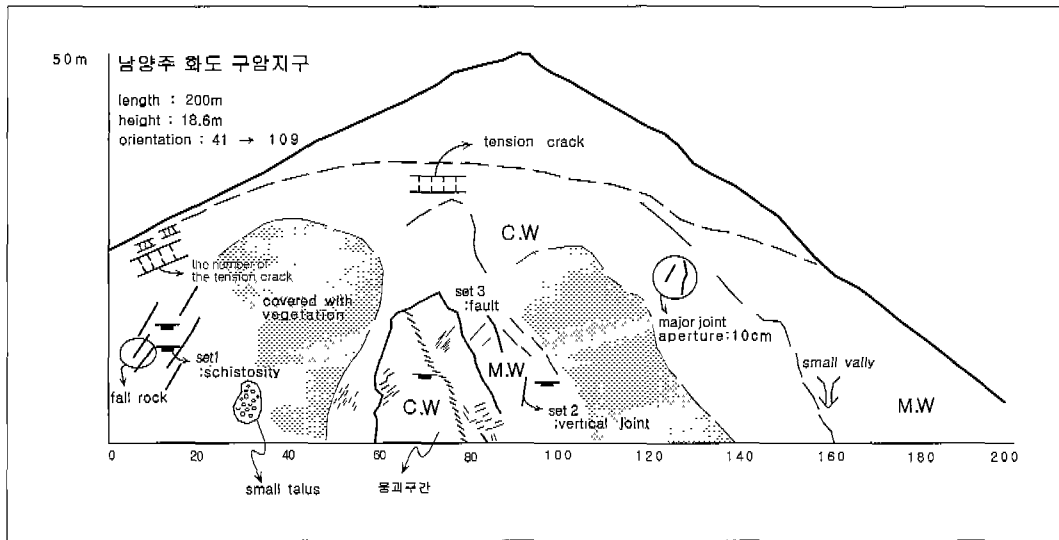 50m
남양주 화도 구암지구
length : 200m
height : 18.6m
orientation : 41 → 109
tension crack
C.W
the number of
the tension crack
covered with
vegetation
set 3
:fault
major joint
aperture:10cm
set1
:schistosity
M.W
small vally
fall rock
C.W
set 2
:vertical joint
M.W
0 20 40 60 80 100 120 140 160 180 200
small talus
붕괴구간